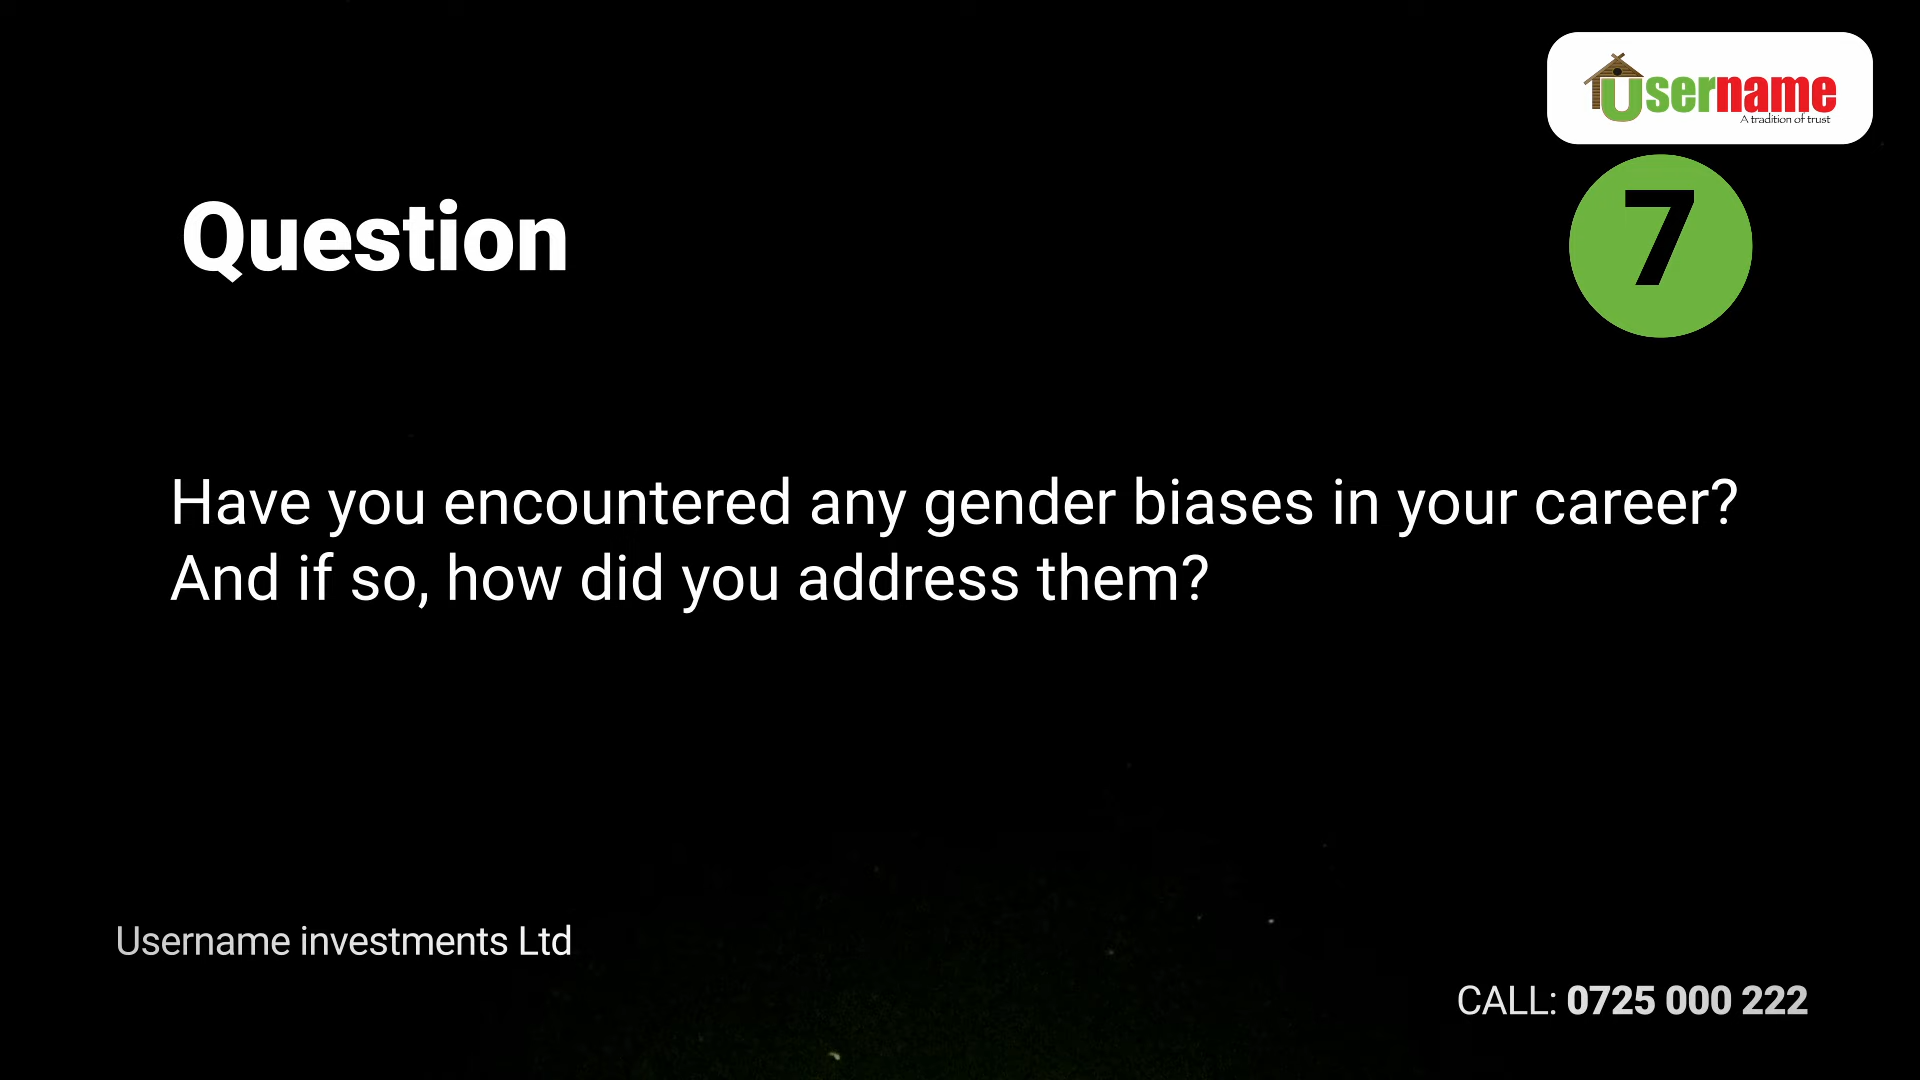 Username
A tradition of trust
7
Question
Have you encountered any gender biases in your career?
And if so, how did you address them?
Username investments Ltd
CALL: 0725 000 222